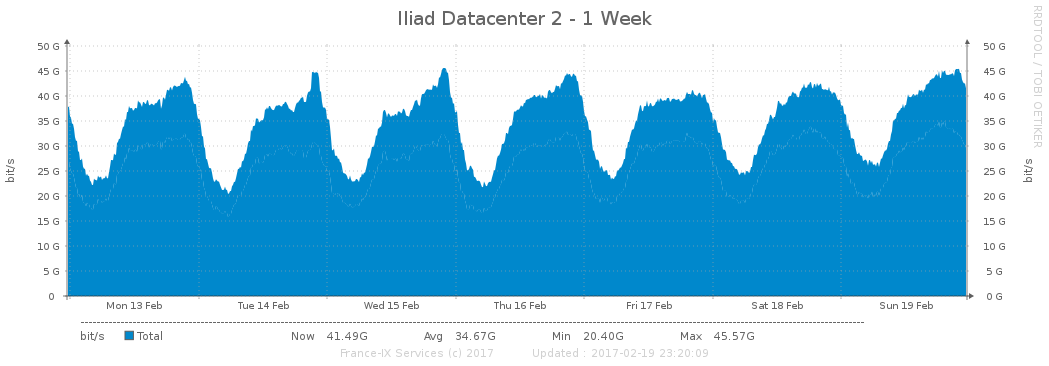 Iliad Datacenter 2 - 1 Week
RRDTOOL / TOBI OETIKER
bit/s
50 G 50 G
45 G 45 G
40 G 40 G
35 G 35 G
30 G 30 G
25 G 25 G
20 G 20 G
15 G 15 G
10 G 10 G
5 G 5 G
0 0 G
bit/s
Mon 13 Feb Tue 14 Feb Wed 15 Feb Thu 16 Feb Fri 17 Feb Sat 18 Feb Sun 19 Feb
bit/s Total Now 41.49G Avg 34.67G Min 20.40G Max 45.57G
France-IX Services (c) 2017 Updated : 2017-02-19 23:20:09